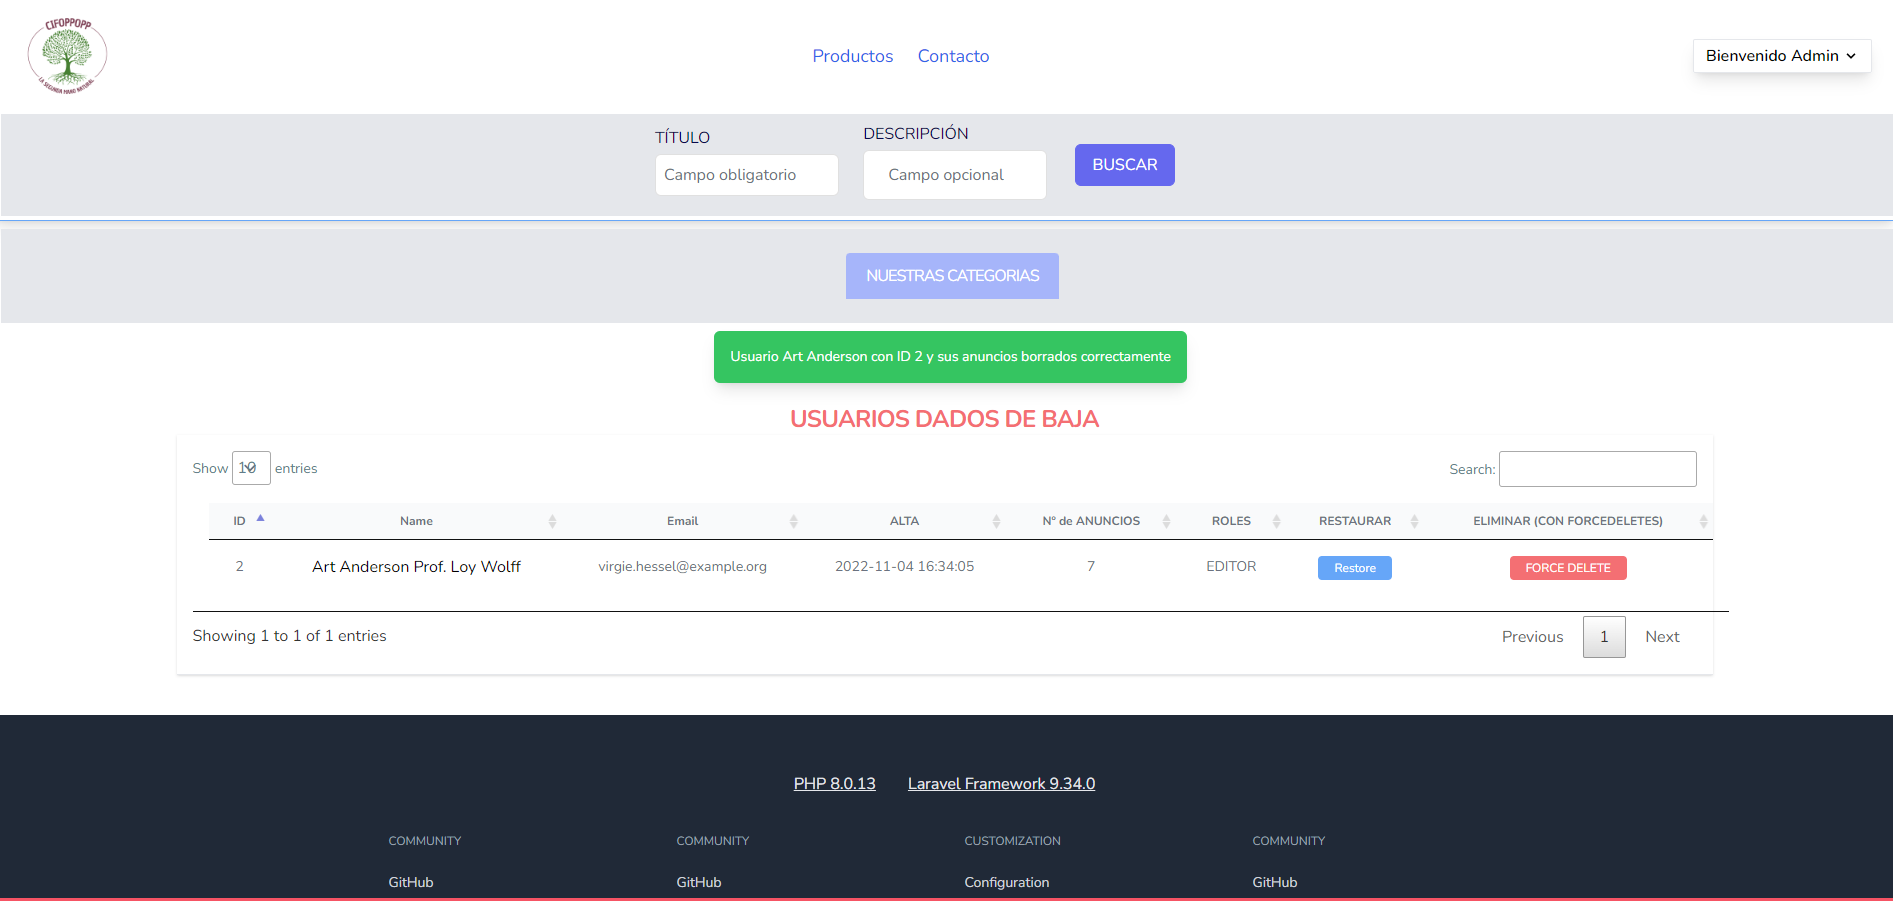 CIFOPPOPP
LA SEGUNDA MANO NATURAL
Productos Contacto
Bienvenido Admin
TÍTULO
DESCRIPCIÓN
Campo obligatorio
Campo opcional
BUSCAR
NUESTRAS CATEGORIAS
Usuario Art Anderson con ID 2 y sus anuncios borrados correctamente
USUARIOS DADOS DE BAJA
Show 10 entries
Search:
ID Name Email ALTA Nº de ANUNCIOS ROLES RESTAURAR ELIMINAR (CON FORCEDELETES)
2 Art Anderson Prof. Loy Wolff virgie.hessel@example.org 2022-11-04 16:34:05 7 EDITOR Restore FORCE DELETE
Showing 1 to 1 of 1 entries
Previous 1 Next
PHP 8.0.13 Laravel Framework 9.34.0
COMMUNITY COMMUNITY CUSTOMIZATION COMMUNITY
GitHub GitHub Configuration GitHub